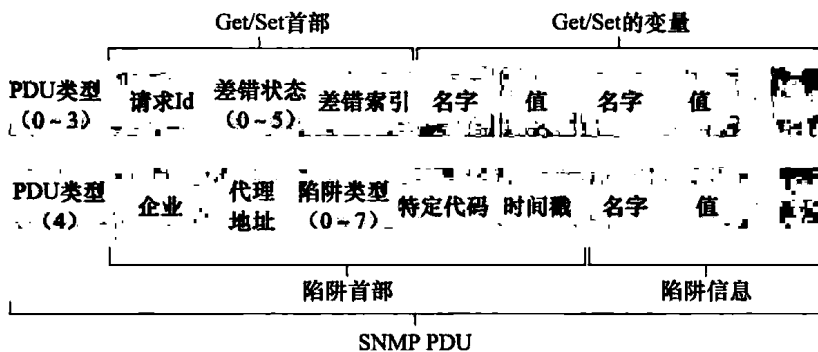 Get/Set首部 Get/Set的变量
PDU类型 请求Id 差错状态 差错索引 名字 值 名字 值
（0~3） （0~5）
PDU类型 企业 代理 陷阱类型 特定代码 时间戳 名字 值
（4） 地址 （0~7）
陷阱首部 陷阱信息
SNMP PDU